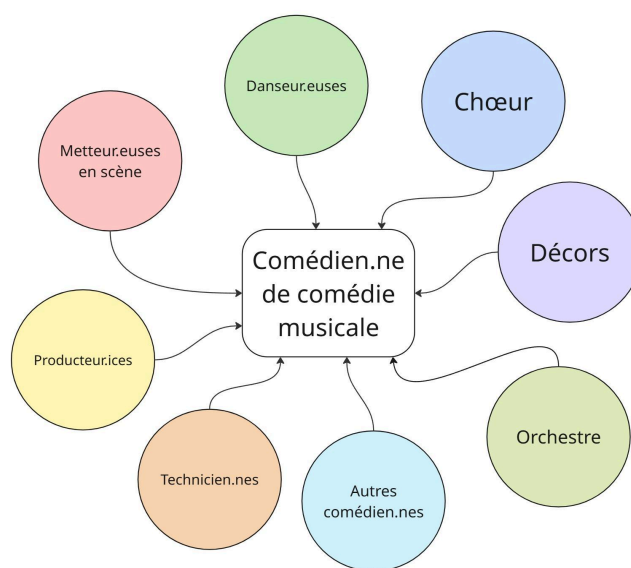 Danseur.euses
Chœur
Metteur.euses
en scène
Comédien.ne
de comédie
musicale
Décors
Producteur.ices
Orchestre
Technicien.nes
Autres
comédien.nes